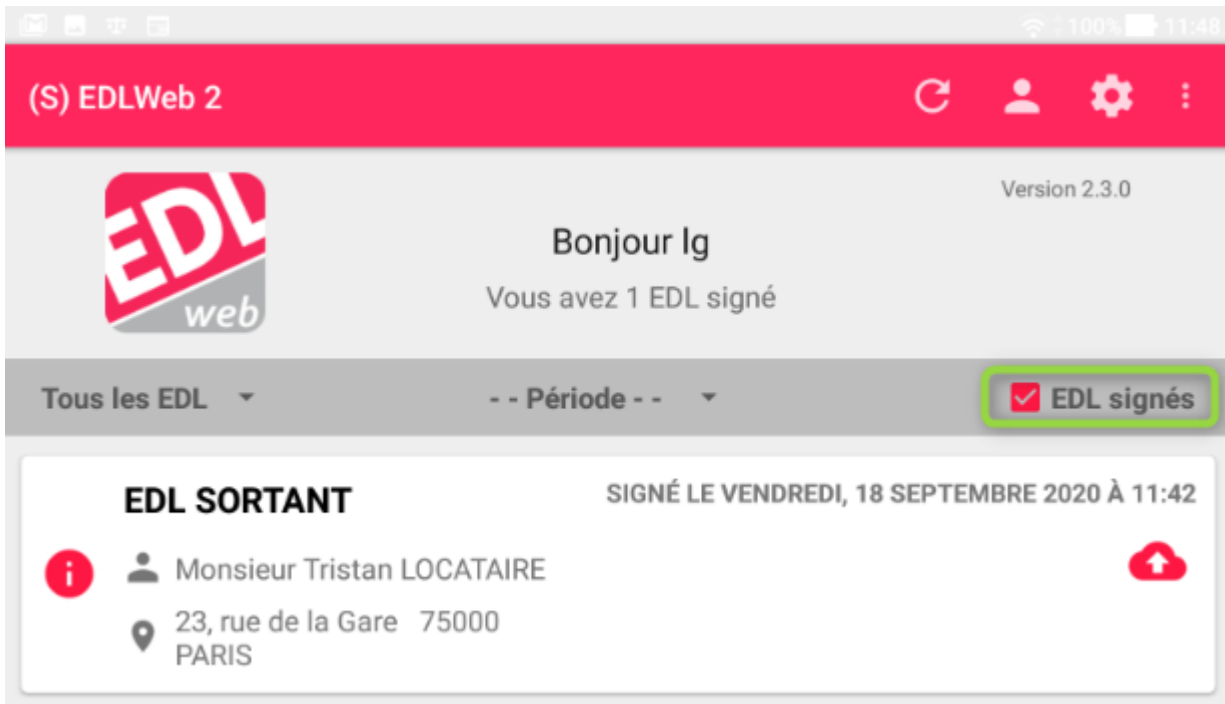 100% 11:48
(S) EDLWeb 2
EDL
web
Version 2.3.0
Bonjour lg
Vous avez 1 EDL signé
Tous les EDL - - Période - - EDL signés
EDL SORTANT SIGNÉ LE VENDREDI, 18 SEPTEMBRE 2020 À 11:42
Monsieur Tristan LOCATAIRE
23, rue de la Gare 75000
PARIS